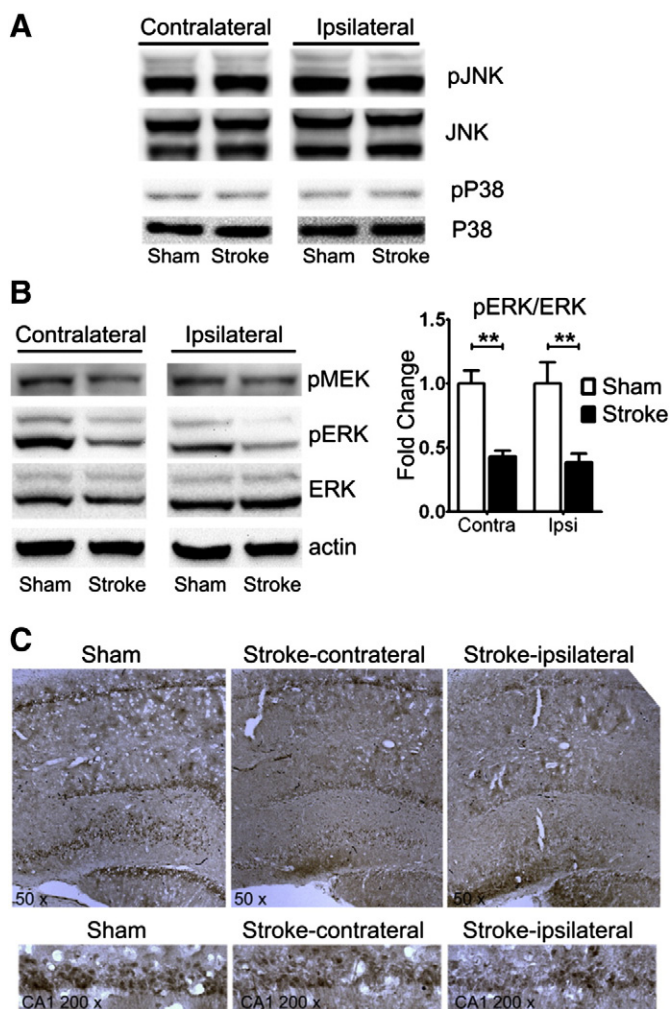 A
Contralateral Ipsilateral
pJNK
JNK
pP38
P38
Sham Stroke Sham Stroke
B
Contralateral Ipsilateral
pMEK
pERK
ERK
actin
Sham Stroke Sham Stroke
pERK/ERK
Fold Change
1.5
1.0
0.5
0.0
** **
Sham
Stroke
Contra Ipsi
C
Sham Stroke-contrateral Stroke-ipsilateral
50 x 50 x 50 x
Sham Stroke-contrateral Stroke-ipsilateral
CA1 200 x CA1 200 x CA1 200 x